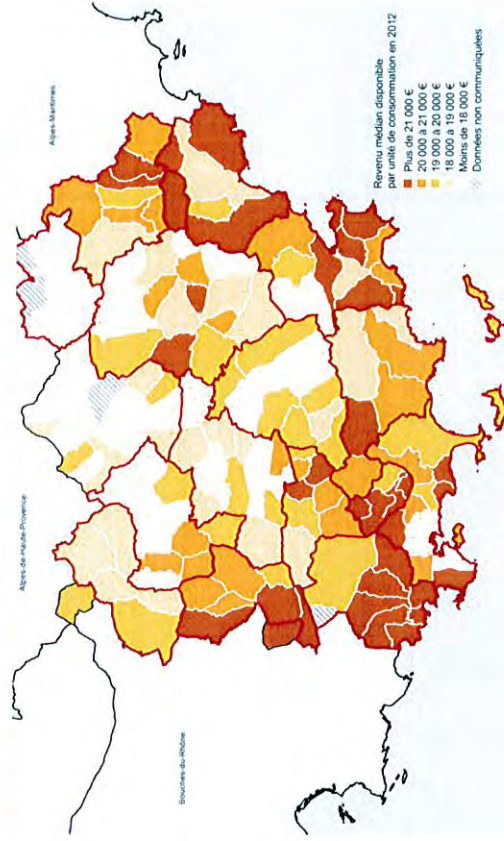 Alpes-de-Haute-Provence
Alpes-Maritimes
Bouches-du-Rhône
Revenu médian disponible
par unité de consommation en 2012
Plus de 21 000 €
20 000 à 21 000 €
19 000 à 20 000 €
18 000 à 19 000 €
Moins de 18 000 €
Données non communiquées